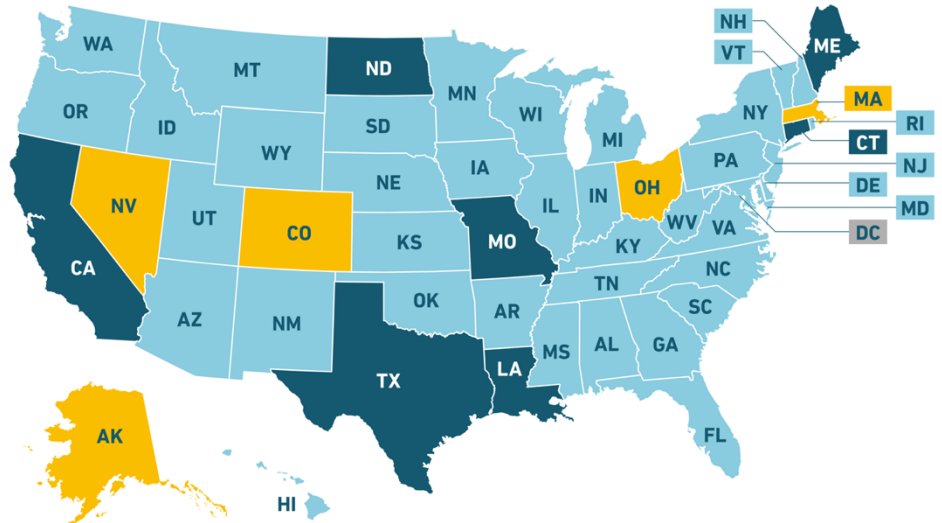 NH
ME
WA
VT
MT
ND
MN
MA
OR
NY
WI
ID
SD
RI
MI
CT
WY
PA
NJ
IA
NE
DE
OH
NV
IN
IL
MD
UT
WV
VA
CO
DC
MO
KS
KY
CA
NC
TN
OK
SC
AR
AZ
NM
GA
AL
MS
LA
TX
FL
AK
HI